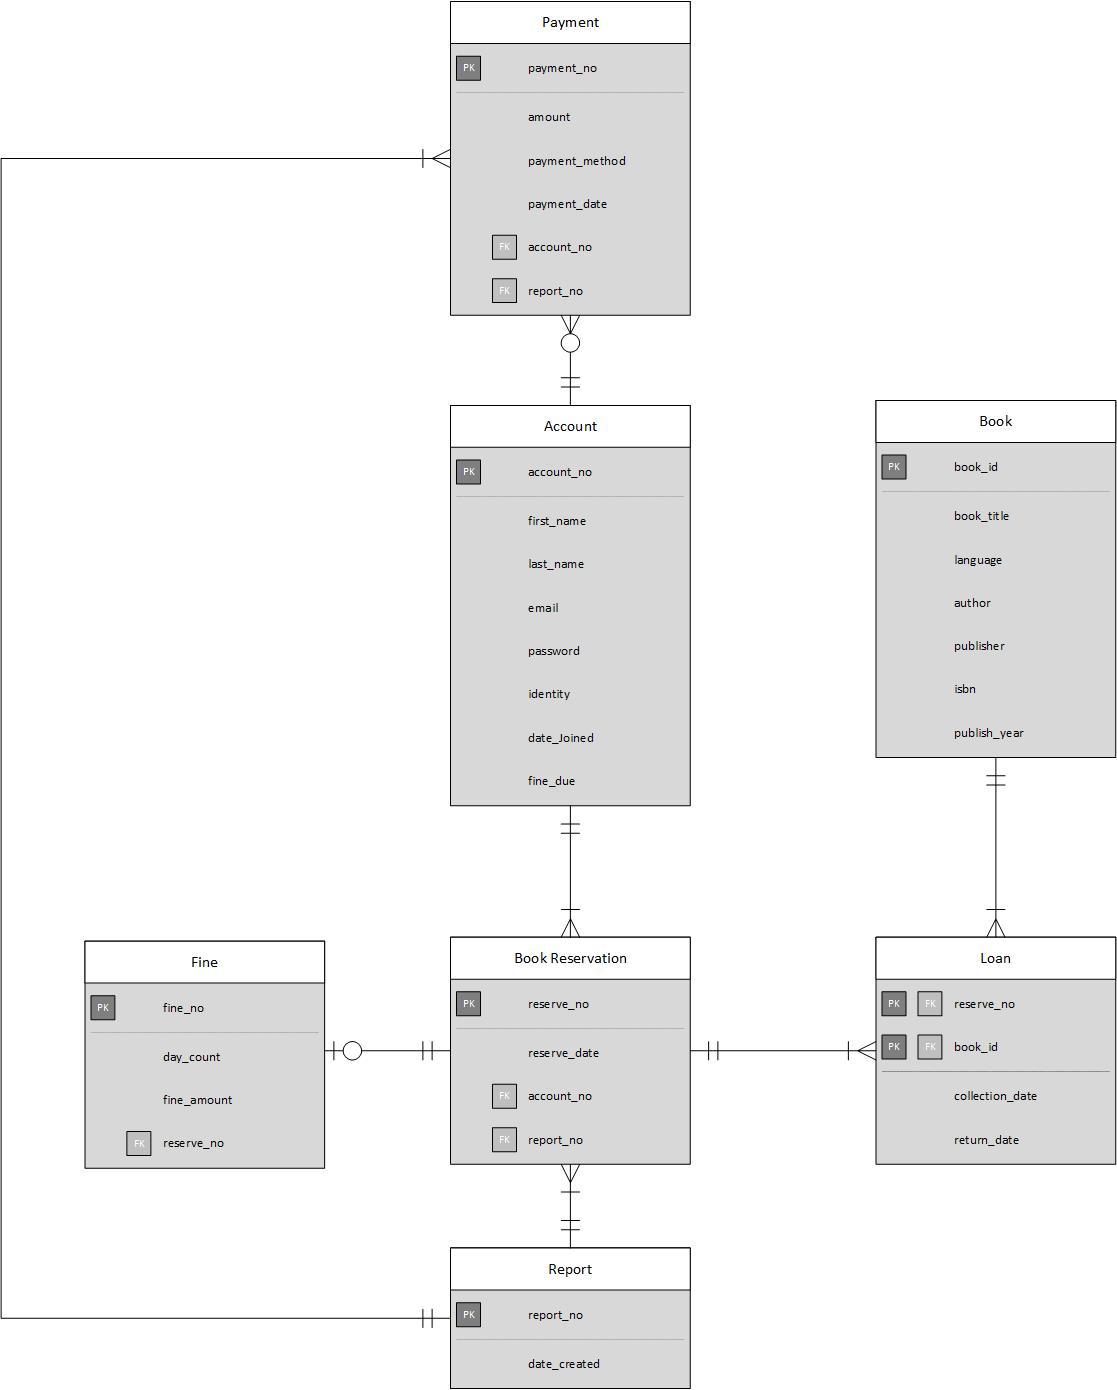 Payment
PK payment_no
amount
payment_method
payment_date
FK account_no
FK report_no
Account
PK account_no
first_name
last_name
email
password
identity
date_Joined
fine_due
Book
PK book_id
book_title
language
author
publisher
isbn
publish_year
Fine
PK fine_no
day_count
fine_amount
FK reserve_no
Book Reservation
PK reserve_no
reserve_date
FK account_no
FK report_no
Loan
PK FK reserve_no
PK FK book_id
collection_date
return_date
Report
PK report_no
date_created